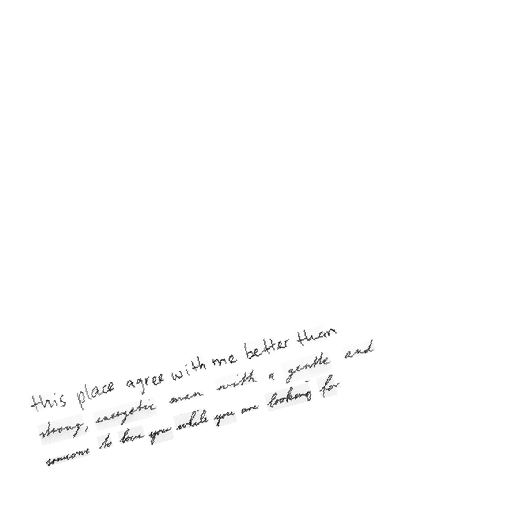 this place agree with me better than
strong, energetic man with a gentle and
someone to love you while you are looking for